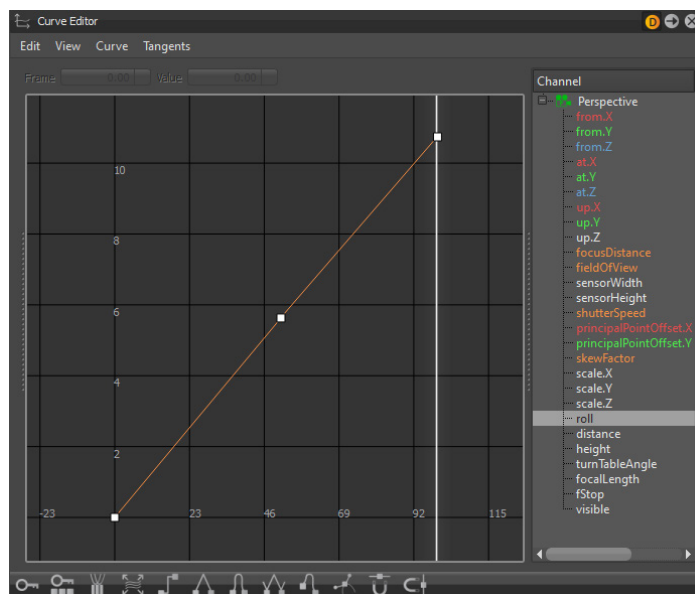 Curve Editor
D
Edit View Curve Tangents
Frame 0.00 Value 0.00
Channel
Perspective
from.X
from.Y
from.Z
at.X
at.Y
at.Z
up.X
up.Y
up.Z
focusDistance
fieldOfView
sensorWidth
sensorHeight
shutterSpeed
principalPointOffset.X
principalPointOffset.Y
skewFactor
scale.X
scale.Y
scale.Z
roll
distance
height
turnTableAngle
focalLength
fStop
visible
10
8
6
4
2
-23 23 46 69 92 115